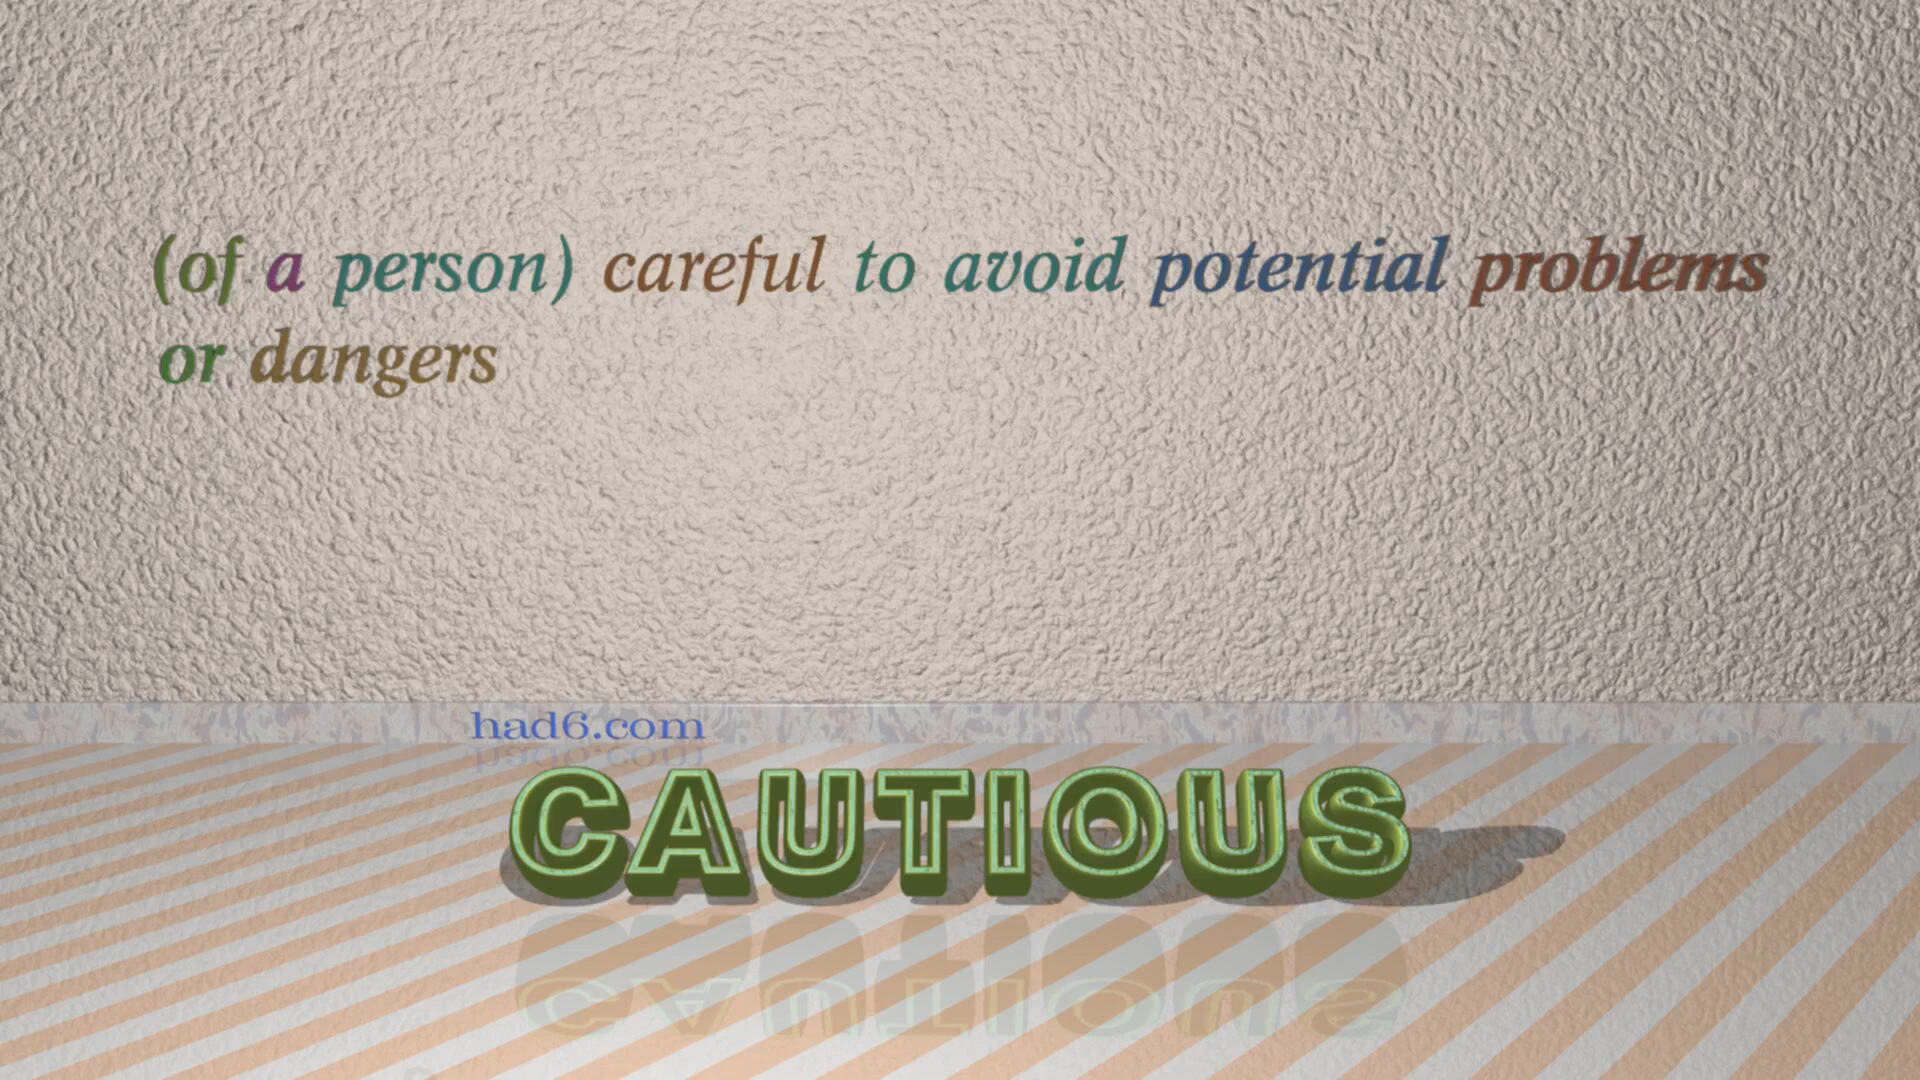 (of a person) careful to avoid potential problems
or dangers
had6.com
CAUTIOUS